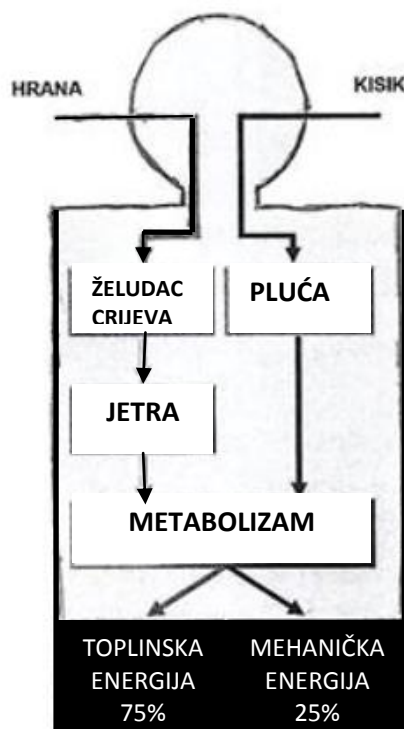 HRANA
KISIK
ŽELUDAC
CRIJEVA
PLUĆA
JETRA
METABOLIZAM
TOPLINSKA
ENERGIJA
75%
MEHANIČKA
ENERGIJA
25%